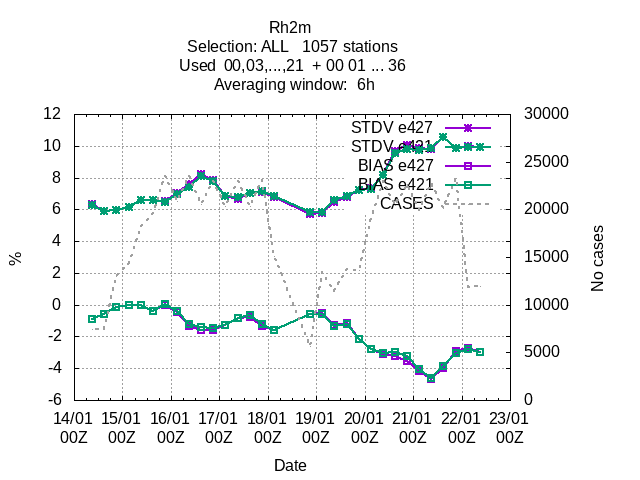 Rh2m
Selection: ALL   1057 stations
Used  00,03,...,21  + 00 01 ... 36
Averaging window:  6h
12
10
8
6
4
2
0
-2
-4
-6
%
30000
25000
20000
15000
10000
5000
0
No cases
STDV e427
STDV e421
BIAS e427
BIAS e421
CASES
14/01 15/01 16/01 17/01 18/01 19/01 20/01 21/01 22/01 23/01
00Z 00Z 00Z 00Z 00Z 00Z 00Z 00Z 00Z 00Z
Date